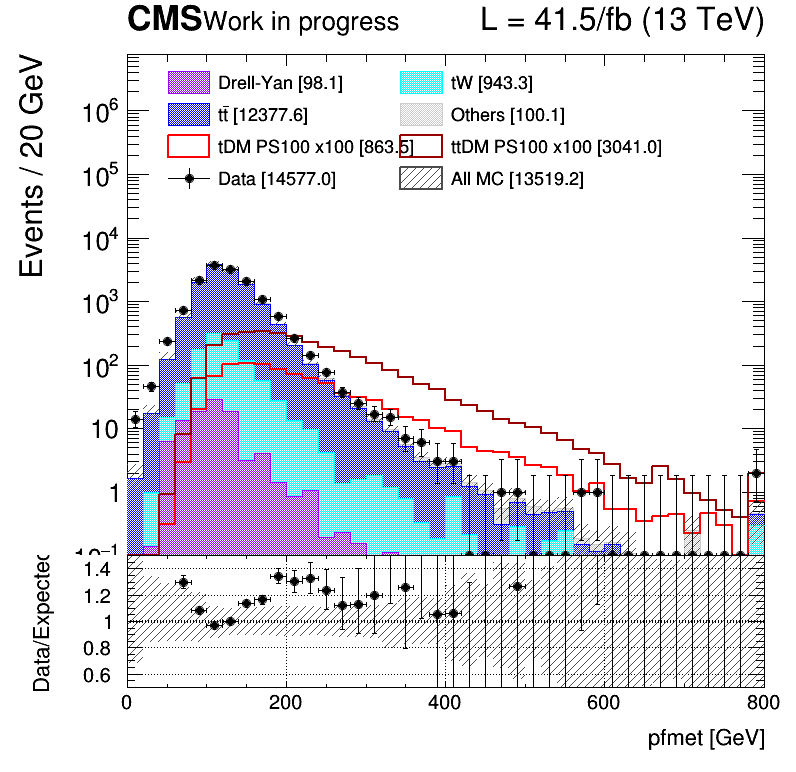 CMS Work in progress L = 41.5/fb (13 TeV)
Events / 20 GeV
Drell-Yan [98.1] tW [943.3]
tt̄ [12377.6] Others [100.1]
tDM PS100 x100 [863.5] ttDM PS100 x100 [3041.0]
Data [14577.0] All MC [13519.2]
10⁶
10⁵
10⁴
10³
10²
10
1
10⁻¹
Data/Expected
1.4
1.2
1
0.8
0.6
0 200 400 600 800
pfmet [GeV]